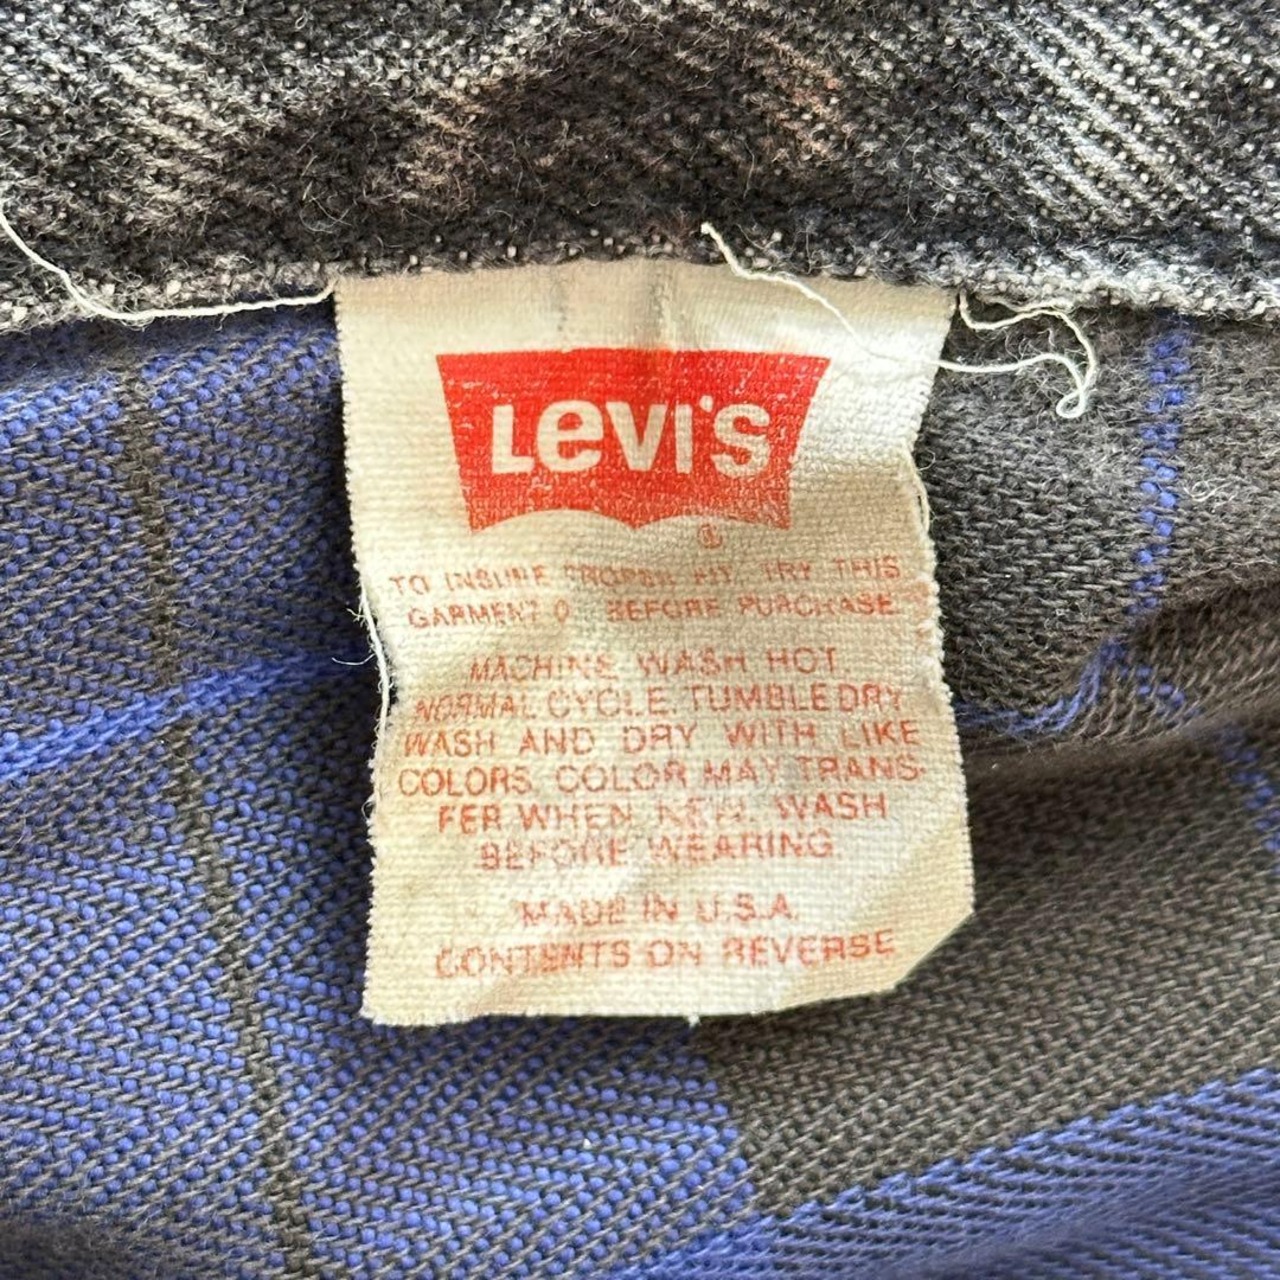 Levi's
®
TO INSURE PROPER FIT, TRY THIS
GARMENT ON BEFORE PURCHASE.
MACHINE WASH HOT.
NORMAL CYCLE. TUMBLE DRY
WASH AND DRY WITH LIKE
COLORS. COLOR MAY TRANS-
FER WHEN NEW. WASH
BEFORE WEARING.
MADE IN U.S.A.
CONTENTS ON REVERSE